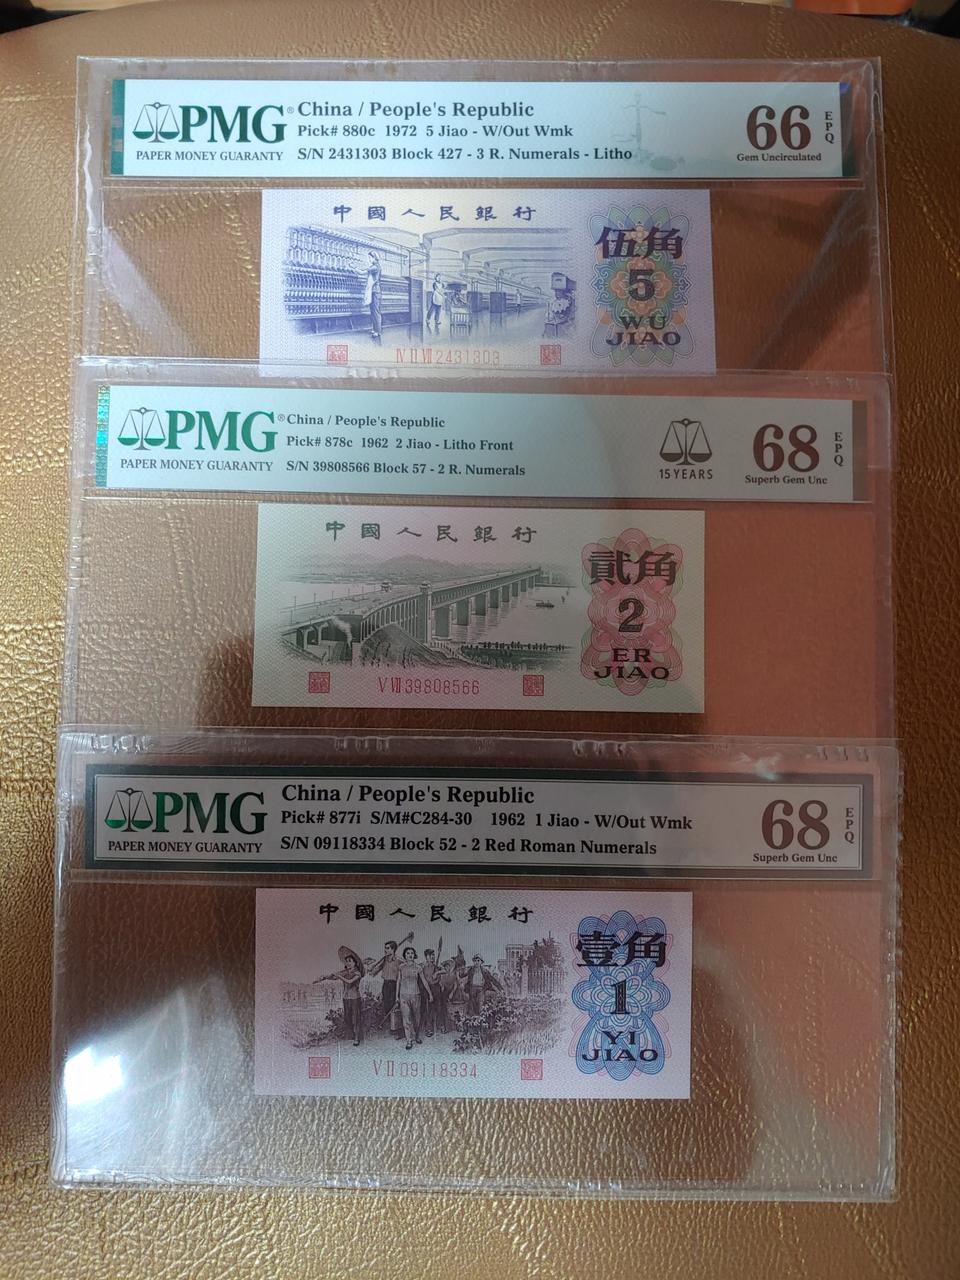 PMG®
PAPER MONEY GUARANTY
China / People's Republic
Pick# 880c 1972 5 Jiao - W/Out Wmk
S/N 2431303 Block 427 - 3 R. Numerals - Litho
66 EPQ
Gem Uncirculated
中國人民銀行
伍角
5
WU
JIAO
Ⅳ Ⅱ Ⅶ 2431303
PMG®
PAPER MONEY GUARANTY
China / People's Republic
Pick# 878c 1962 2 Jiao - Litho Front
S/N 39808566 Block 57 - 2 R. Numerals
15 YEARS
68 EPQ
Superb Gem Unc
中國人民銀行
貳角
2
ER
JIAO
Ⅴ Ⅶ 39808566
PMG
PAPER MONEY GUARANTY
China / People's Republic
Pick# 877i S/M#C284-30 1962 1 Jiao - W/Out Wmk
S/N 09118334 Block 52 - 2 Red Roman Numerals
68 EPQ
Superb Gem Unc
中國人民銀行
壹角
1
YI
JIAO
Ⅴ Ⅱ 09118334